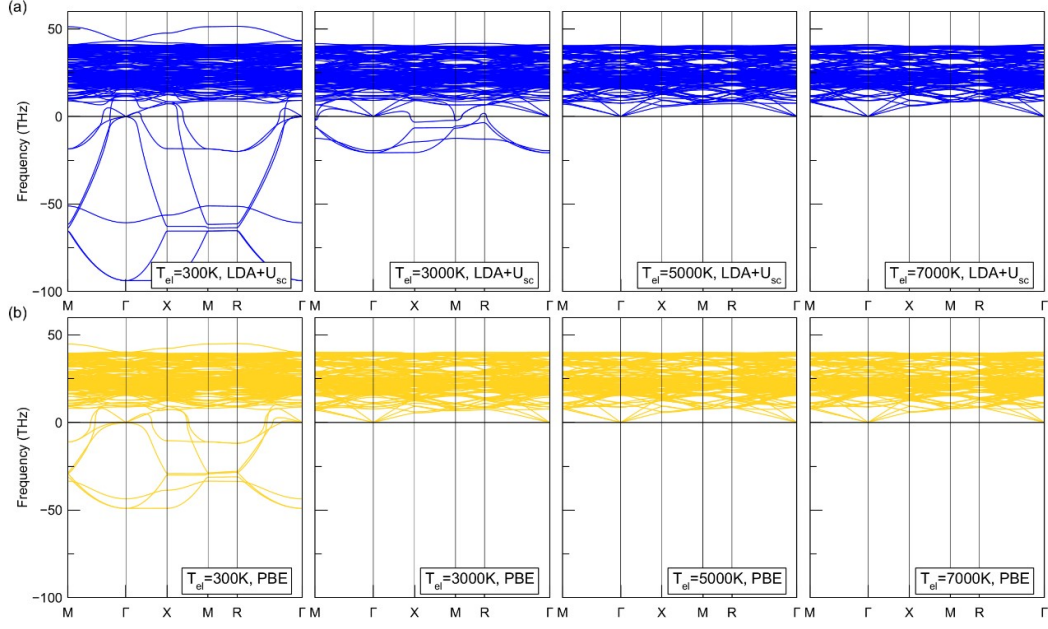 (a)
Frequency (THz)
50
0
−50
−100
T_el=300K, LDA+U_sc
T_el=3000K, LDA+U_sc
T_el=5000K, LDA+U_sc
T_el=7000K, LDA+U_sc
M Γ X M R Γ M Γ X M R Γ M Γ X M R Γ M Γ X M R Γ
(b)
Frequency (THz)
50
0
−50
−100
T_el=300K, PBE
T_el=3000K, PBE
T_el=5000K, PBE
T_el=7000K, PBE
M Γ X M R Γ M Γ X M R Γ M Γ X M R Γ M Γ X M R Γ